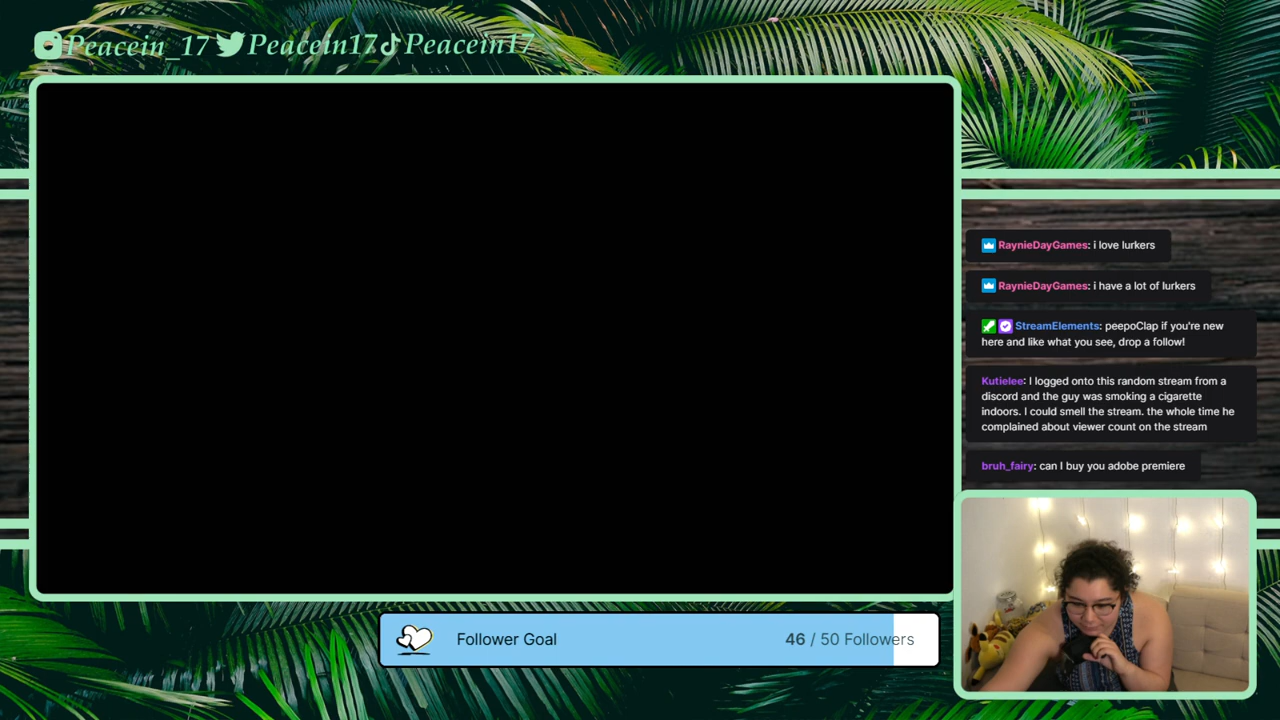 Peacein_17 Peacein17 Peacein17
RaynieDayGames: i love lurkers
RaynieDayGames: i have a lot of lurkers
StreamElements: peepoClap if you're new
here and like what you see, drop a follow!
Kutielee: I logged onto this random stream from a
discord and the guy was smoking a cigarette
indoors. I could smell the stream. the whole time he
complained about viewer count on the stream
bruh_fairy: can I buy you adobe premiere
Follower Goal 46 / 50 Followers